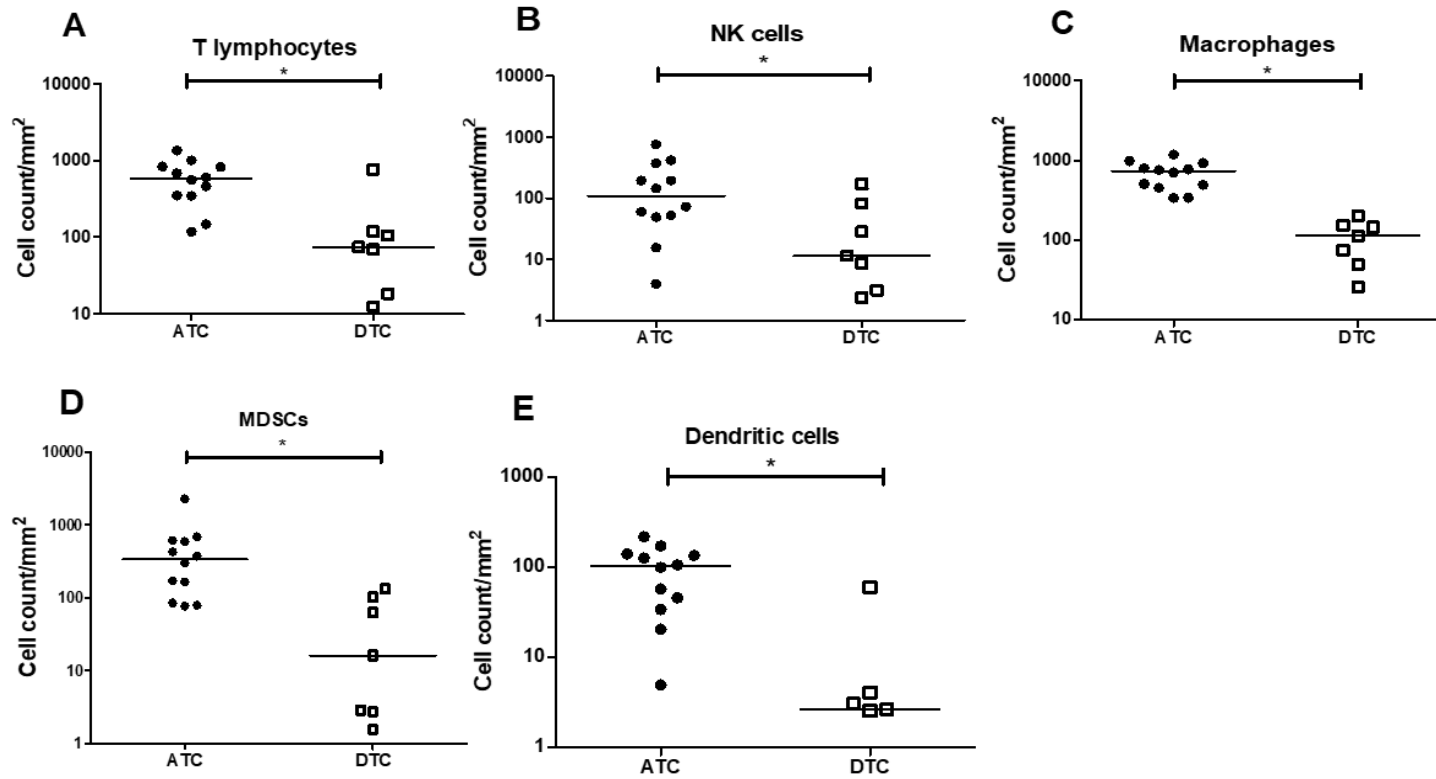 A
T lymphocytes
*
Cell count/mm²
10000
1000
100
10
ATC
DTC
B
NK cells
*
Cell count/mm²
10000
1000
100
10
1
ATC
DTC
C
Macrophages
*
Cell count/mm²
10000
1000
100
10
ATC
DTC
D
MDSCs
*
Cell count/mm²
10000
1000
100
10
1
ATC
DTC
E
Dendritic cells
*
Cell count/mm²
1000
100
10
1
ATC
DTC